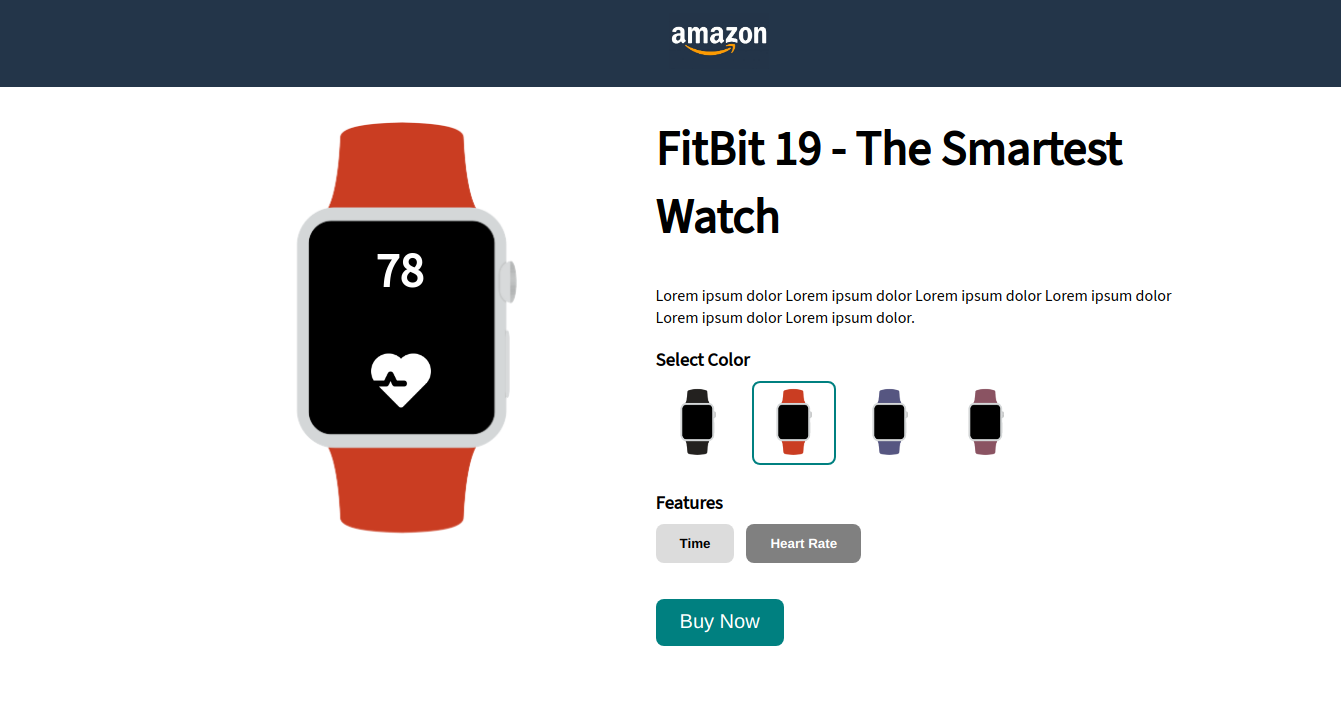 amazon
FitBit 19 - The Smartest
Watch
78
Lorem ipsum dolor Lorem ipsum dolor Lorem ipsum dolor Lorem ipsum dolor
Lorem ipsum dolor Lorem ipsum dolor.
Select Color
Features
Time Heart Rate
Buy Now